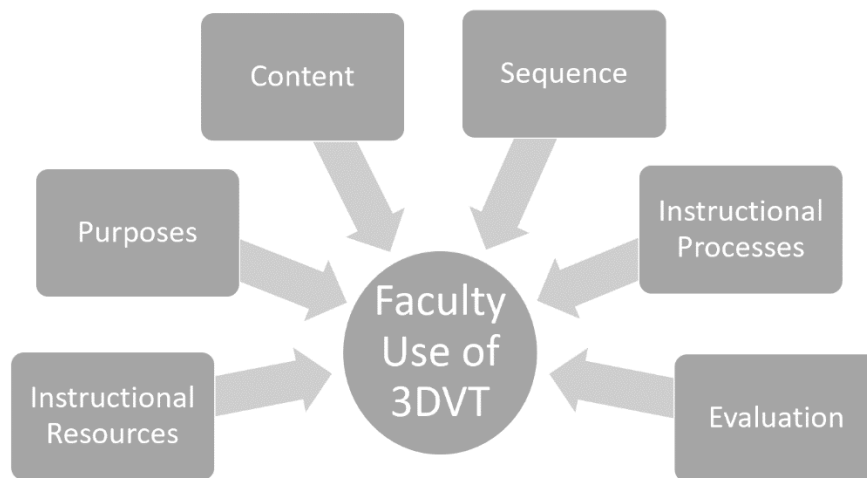 Content
Sequence
Purposes
Instructional
Processes
Faculty
Use of
3DVT
Instructional
Resources
Evaluation